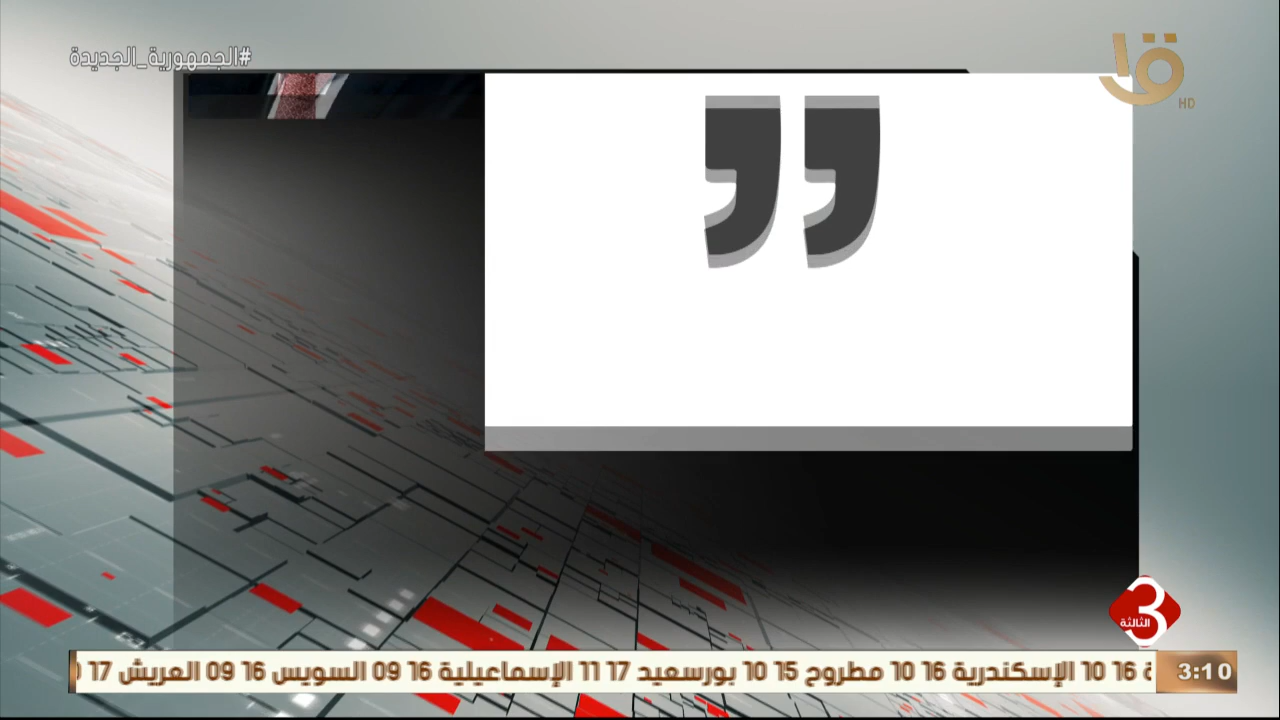 #الجمهورية_الجديدة
HD
3
الثالثة
16 10 الإسكندرية 16 10 مطروح 15 10 بورسعيد 17 11 الإسماعيلية 16 09 السويس 16 09 العريش 17
3:10